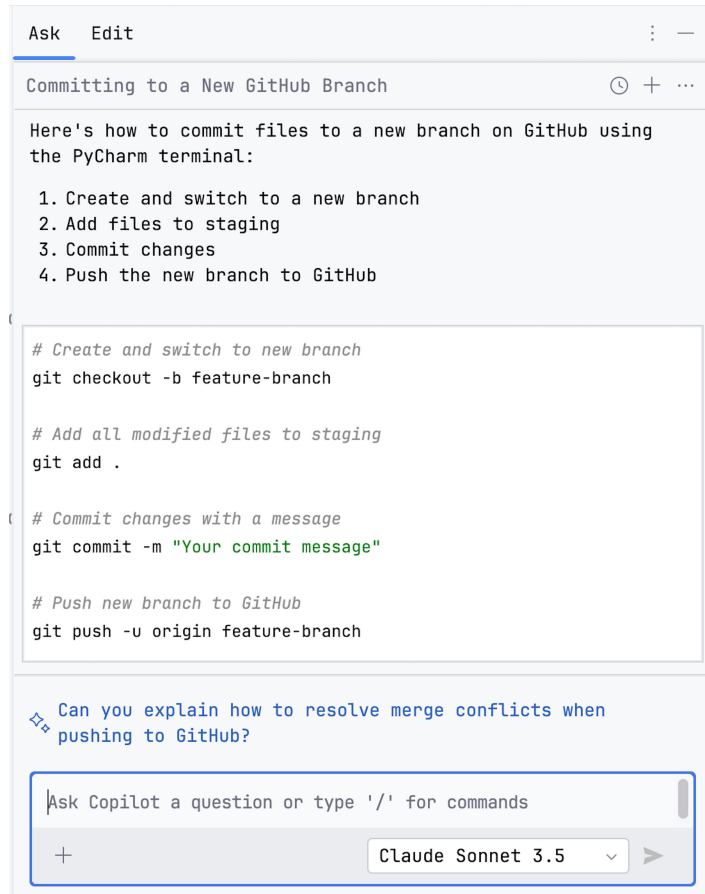 Ask Edit
Committing to a New GitHub Branch
Here's how to commit files to a new branch on GitHub using
the PyCharm terminal:
1. Create and switch to a new branch
2. Add files to staging
3. Commit changes
4. Push the new branch to GitHub
# Create and switch to new branch
git checkout -b feature-branch
# Add all modified files to staging
git add .
# Commit changes with a message
git commit -m "Your commit message"
# Push new branch to GitHub
git push -u origin feature-branch
Can you explain how to resolve merge conflicts when
pushing to GitHub?
Ask Copilot a question or type '/' for commands
Claude Sonnet 3.5